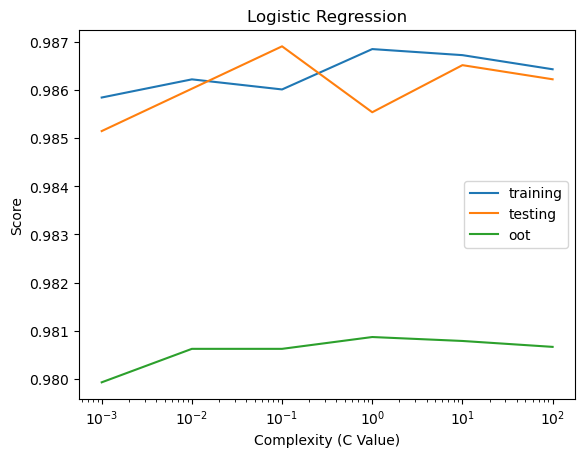 Logistic Regression
0.987
0.986
0.985
0.984
0.983
0.982
0.981
0.980
Score
training
testing
oot
10⁻³ 10⁻² 10⁻¹ 10⁰ 10¹ 10²
Complexity (C Value)